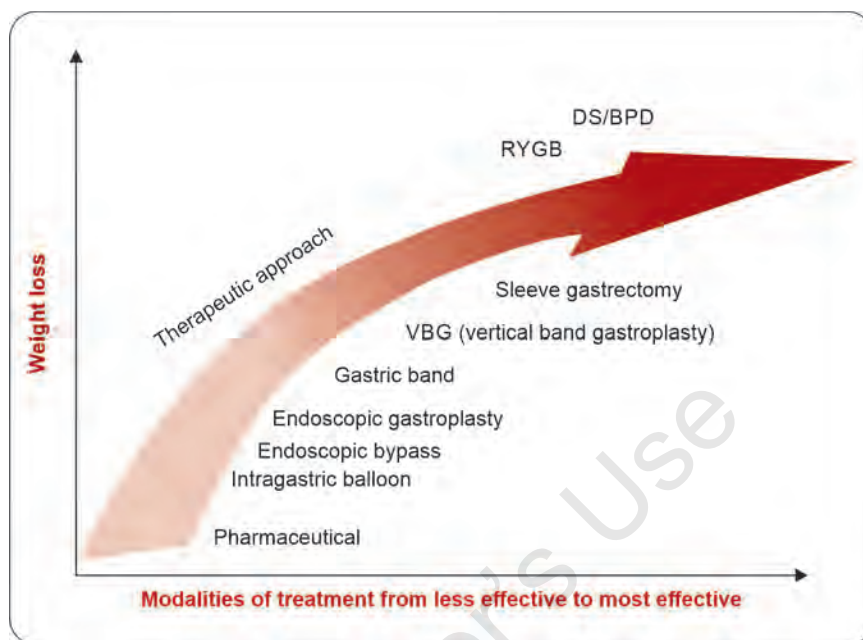 DS/BPD
RYGB
Therapeutic approach
Sleeve gastrectomy
VBG (vertical band gastroplasty)
Gastric band
Endoscopic gastroplasty
Endoscopic bypass
Intragastric balloon
Pharmaceutical
Weight loss
Modalities of treatment from less effective to most effective
's Use